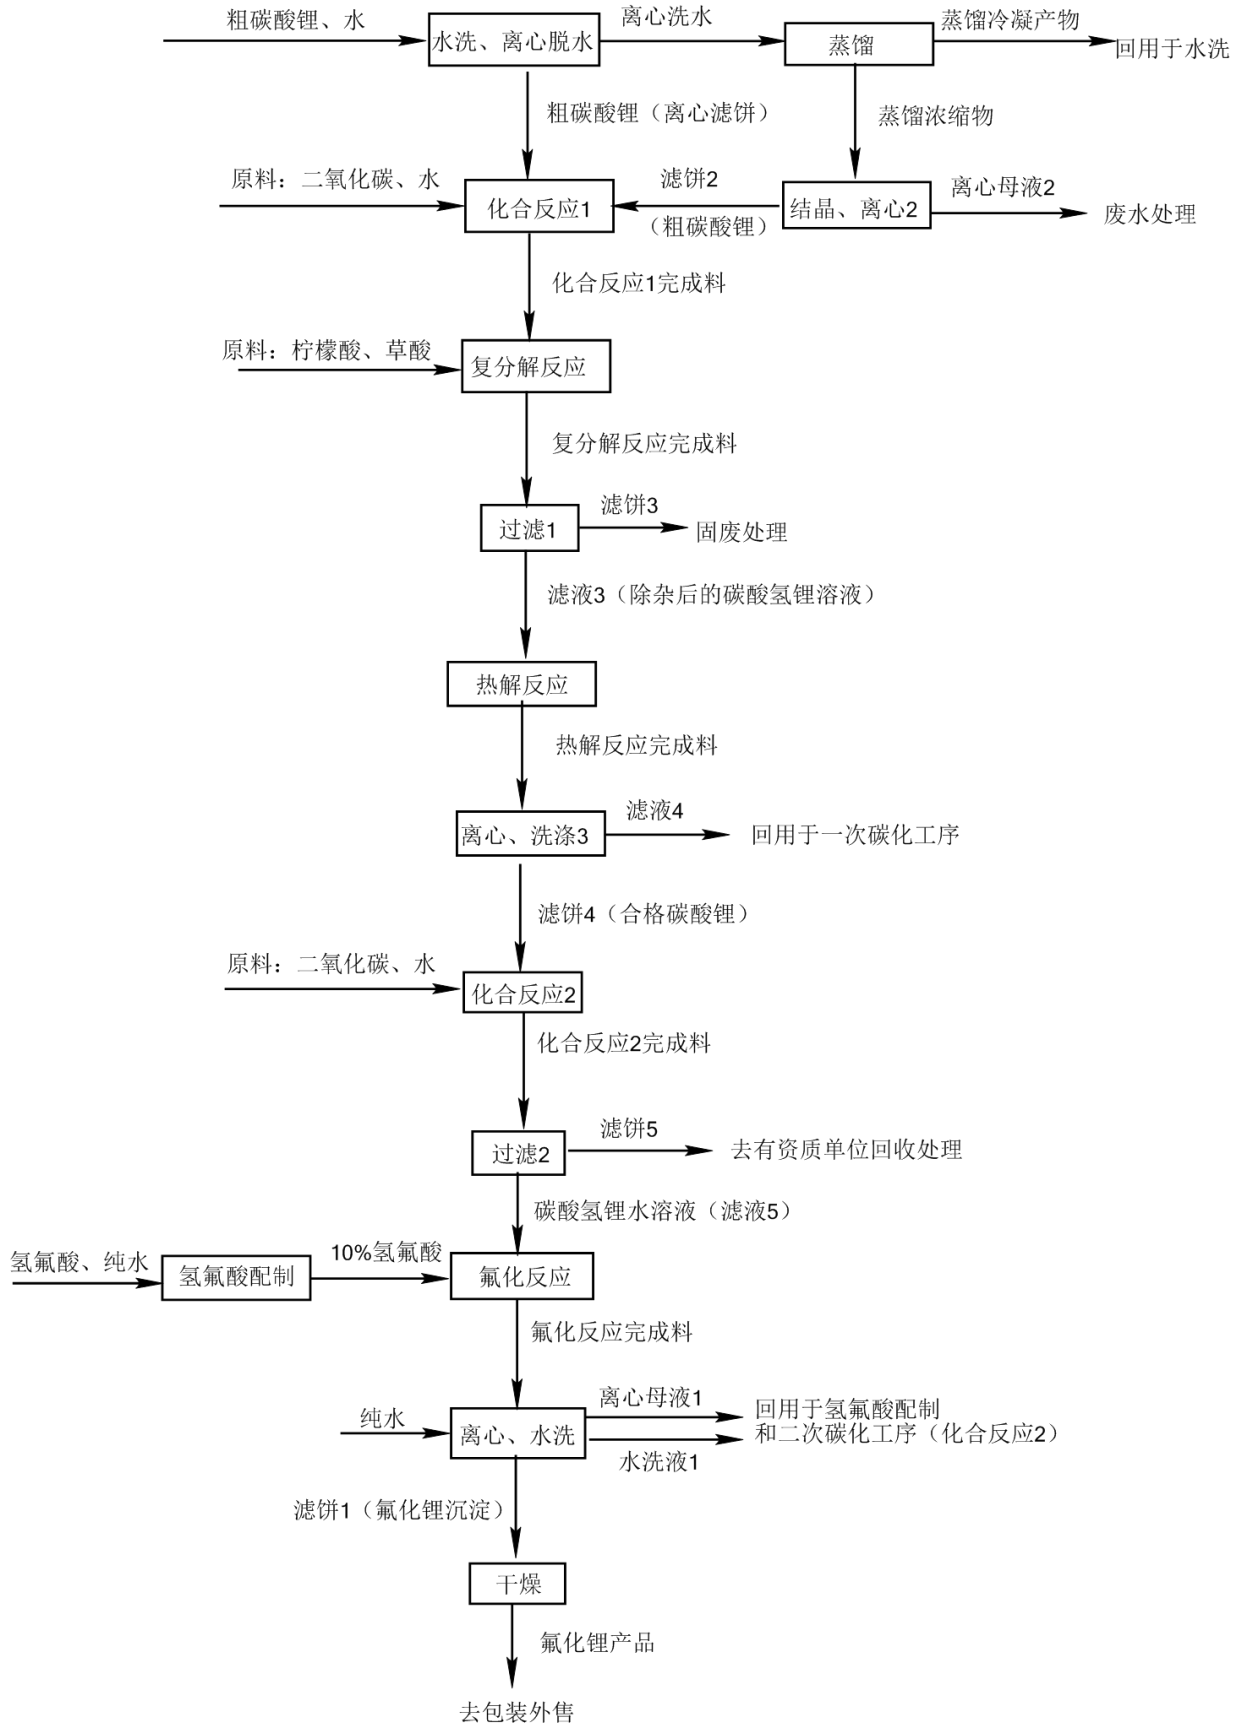 粗碳酸锂、水
水洗、离心脱水
离心洗水
蒸馏
蒸馏冷凝产物
回用于水洗
粗碳酸锂（离心滤饼）
蒸馏浓缩物
原料：二氧化碳、水
化合反应1
滤饼2
（粗碳酸锂）
结晶、离心2
离心母液2
废水处理
化合反应1完成料
原料：柠檬酸、草酸
复分解反应
复分解反应完成料
过滤1
滤饼3
固废处理
滤液3（除杂后的碳酸氢锂溶液）
热解反应
热解反应完成料
离心、洗涤3
滤液4
回用于一次碳化工序
滤饼4（合格碳酸锂）
原料：二氧化碳、水
化合反应2
化合反应2完成料
过滤2
滤饼5
去有资质单位回收处理
碳酸氢锂水溶液（滤液5）
氢氟酸、纯水
氢氟酸配制
10%氢氟酸
氟化反应
氟化反应完成料
纯水
离心、水洗
离心母液1
水洗液1
回用于氢氟酸配制
和二次碳化工序（化合反应2）
滤饼1（氟化锂沉淀）
干燥
氟化锂产品
去包装外售